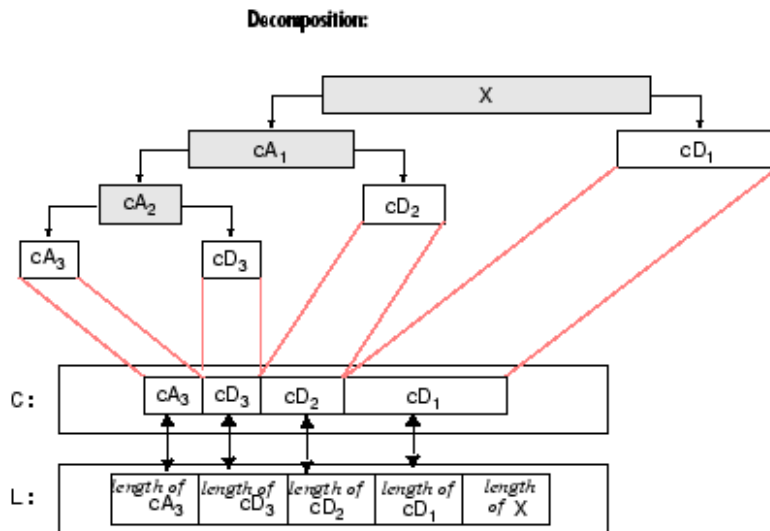 Decomposition:
X
cA₁
cD₁
cA₂
cD₂
cA₃
cD₃
C:
cA₃ cD₃ cD₂ cD₁
L:
length of cA₃
length of cD₃
length of cD₂
length of cD₁
length of X